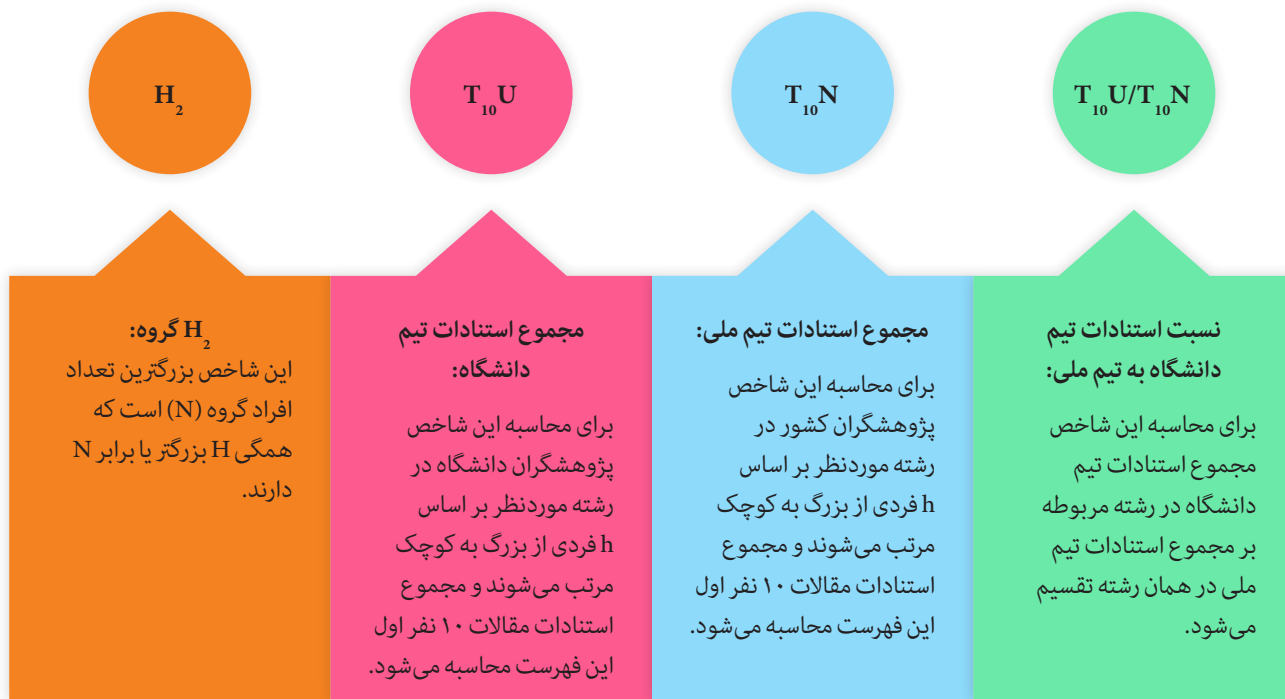 T₁₀U/T₁₀N
نسبت استنادات تیم
دانشگاه به تیم ملی:
برای محاسبه این شاخص
مجموع استنادات تیم
دانشگاه در رشته مربوطه
بر مجموع استنادات تیم
ملی در همان رشته تقسیم
می‌شود.
T₁₀N
مجموع استنادات تیم ملی:
برای محاسبه این شاخص
پژوهشگران کشور در
رشته موردنظر بر اساس
h فردی از بزرگ به کوچک
مرتب می‌شوند و مجموع
استنادات مقالات ۱۰ نفر اول
این فهرست محاسبه می‌شود.
T₁₀U
مجموع استنادات تیم
دانشگاه:
برای محاسبه این شاخص
پژوهشگران دانشگاه در
رشته موردنظر بر اساس
h فردی از بزرگ به کوچک
مرتب می‌شوند و مجموع
استنادات مقالات ۱۰ نفر اول
این فهرست محاسبه می‌شود.
H₂
H₂ گروه:
این شاخص بزرگترین تعداد
افراد گروه (N) است که
همگی H بزرگتر یا برابر N
دارند.